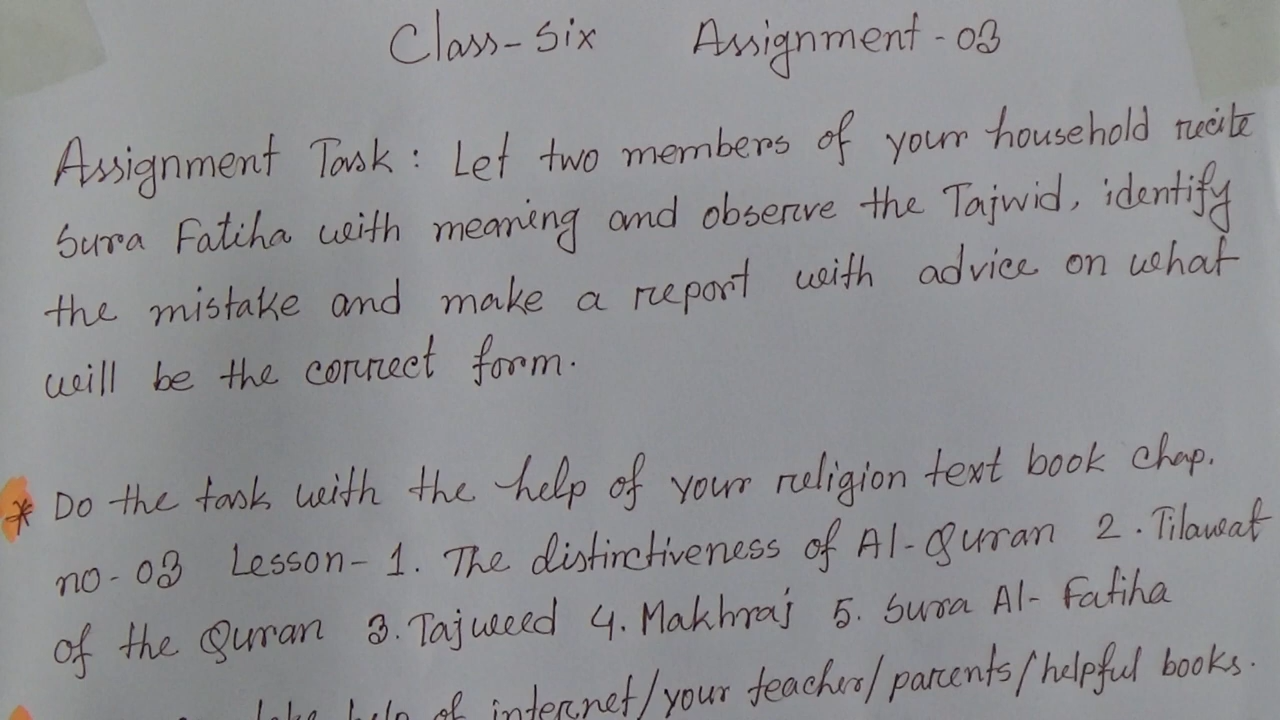 Class-Six Assignment-03
Assignment Task: Let two members of your household recite
Sura Fatiha with meaning and observe the Tajwid, identify
the mistake and make a report with advice on what
will be the correct form.
* Do the task with the help of your religion text book chap.
no-03 Lesson-1. The distinctiveness of Al-Quran 2. Tilawat
of the Quran 3. Tajweed 4. Makhraj 5. Sura Al-Fatiha
take help of internet/your teacher/parents/helpful books.